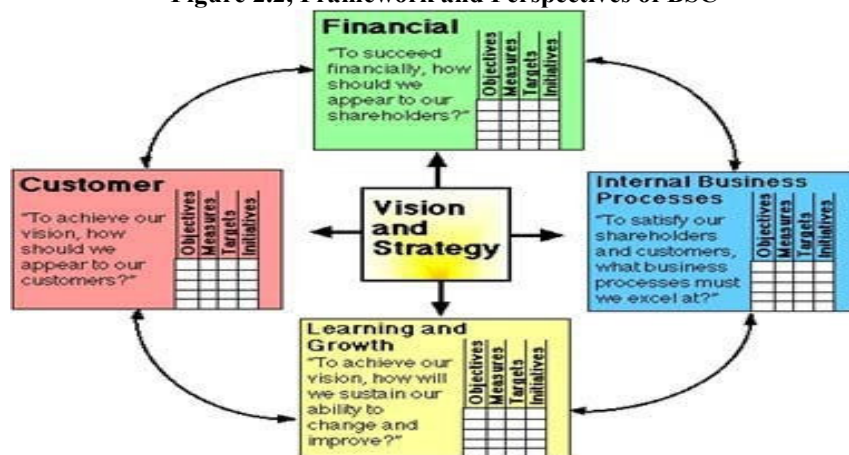 Figure 2.2; Framework and Perspectives of BSC
Financial
"To succeed
financially, how
should we
appear to our
shareholders?"
Objectives
Measures
Targets
Initiatives
Customer
"To achieve our
vision, how
should we
appear to our
customers?"
Objectives
Measures
Targets
Initiatives
Vision
and
Strategy
Internal Business
Processes
"To satisfy our
shareholders
and customers,
what business
processes must
we excel at?"
Objectives
Measures
Targets
Initiatives
Learning and
Growth
"To achieve our
vision, how will
we sustain our
ability to
change and
improve?"
Objectives
Measures
Targets
Initiatives